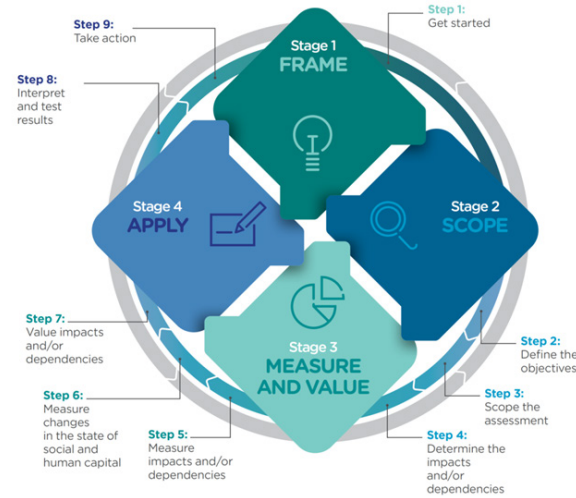 Step 1:
Get started
Stage 1
FRAME
Stage 2
SCOPE
Step 2:
Define the
objectives
Step 3:
Scope the
assessment
Step 4:
Determine the
impacts
and/or
dependencies
Stage 3
MEASURE
AND VALUE
Step 5:
Measure
impacts and/or
dependencies
Step 6:
Measure
changes
in the state of
social and
human capital
Step 7:
Value impacts
and/or
dependencies
Stage 4
APPLY
Step 8:
Interpret
and test
results
Step 9:
Take action